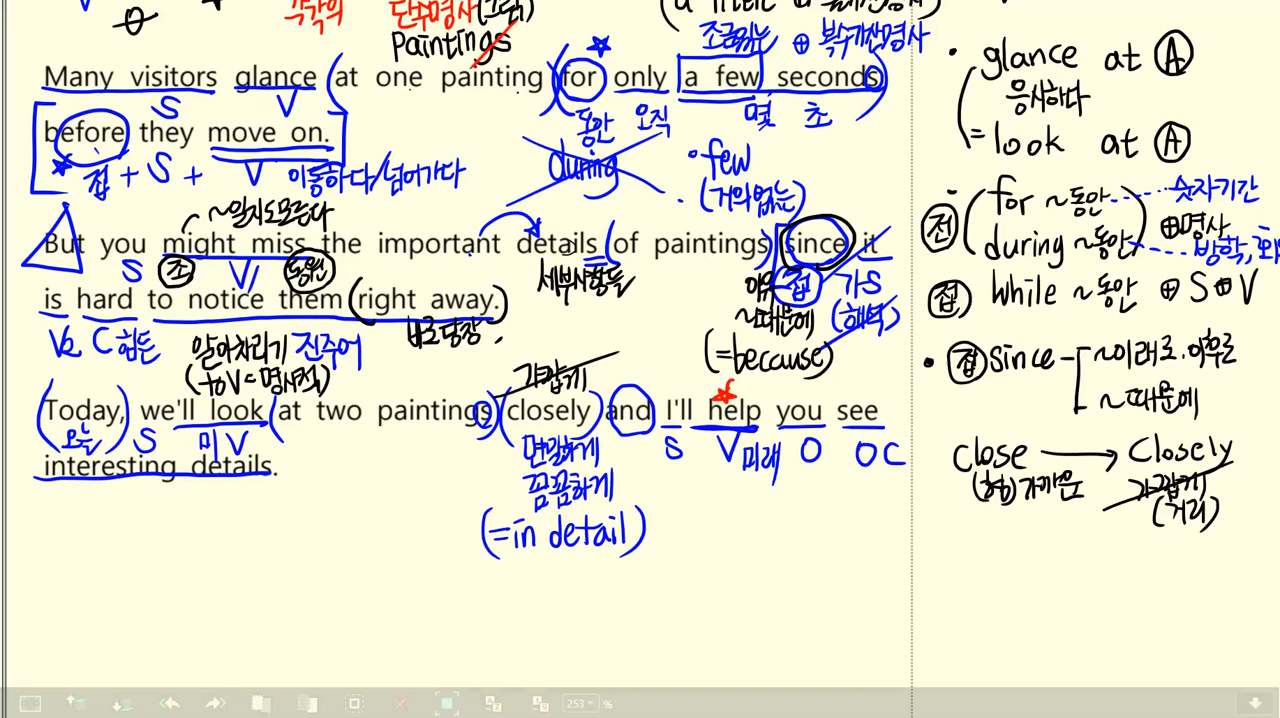 각각의 단수명사(그림)
Paintings
조금있는 ⊕ 복수가산명사
Many visitors glance (at one painting) (for only a few seconds)
S V 동안 오직 몇 초
before they move on.
during
접 + S + V 이동하다/넘어가다
• few
(거의없는)
~일지도모른다
But you might miss the important details (of paintings) since it
S 조 V 동원 세부사항들 이유 접 가S
~때문에 (해석)
is hard to notice them (right away.)
V2 C 힘든 알아차리기 진주어 바로당장
(toV=명사적) (=because)
가깝게
(Today,) we'll look (at two paintings) (closely) and I'll help you see
오늘 S 미 V 면밀하게 S V 미래 O OC
interesting details.
꼼꼼하게
(=in detail)
• glance at Ⓐ
응시하다
= look at Ⓐ
전 for ~동안 숫자기간
⊕명사
during ~동안 방학,
접 while ~동안 ⊕ S ⊕ V
• 접 since ~이래로. 이후로
~때문에
close → Closely
(형) 가까운 가깝게
(거리)
253 %